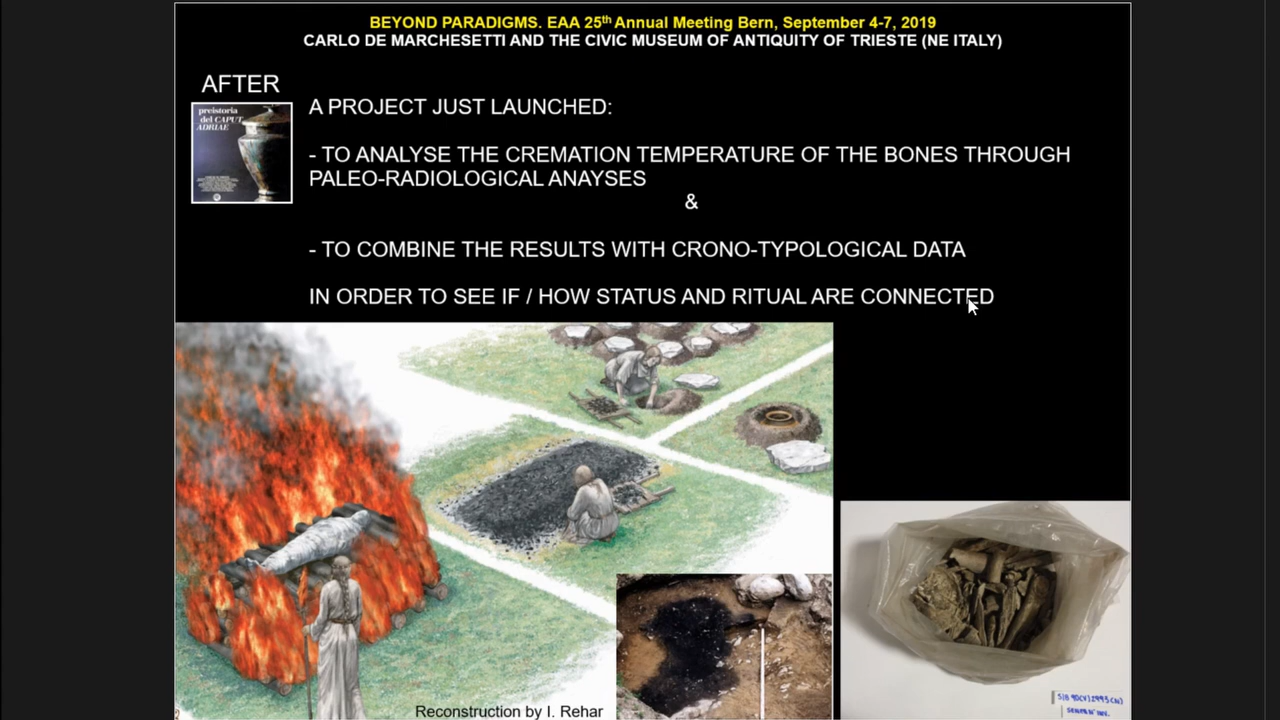 BEYOND PARADIGMS. EAA 25th Annual Meeting Bern, September 4-7, 2019
CARLO DE MARCHESETTI AND THE CIVIC MUSEUM OF ANTIQUITY OF TRIESTE (NE ITALY)
AFTER
preistoria
del CAPUT
ADRIAE
A PROJECT JUST LAUNCHED:
- TO ANALYSE THE CREMATION TEMPERATURE OF THE BONES THROUGH
PALEO-RADIOLOGICAL ANAYSES
&
- TO COMBINE THE RESULTS WITH CRONO-TYPOLOGICAL DATA
IN ORDER TO SEE IF / HOW STATUS AND RITUAL ARE CONNECTED
Reconstruction by I. Rehar